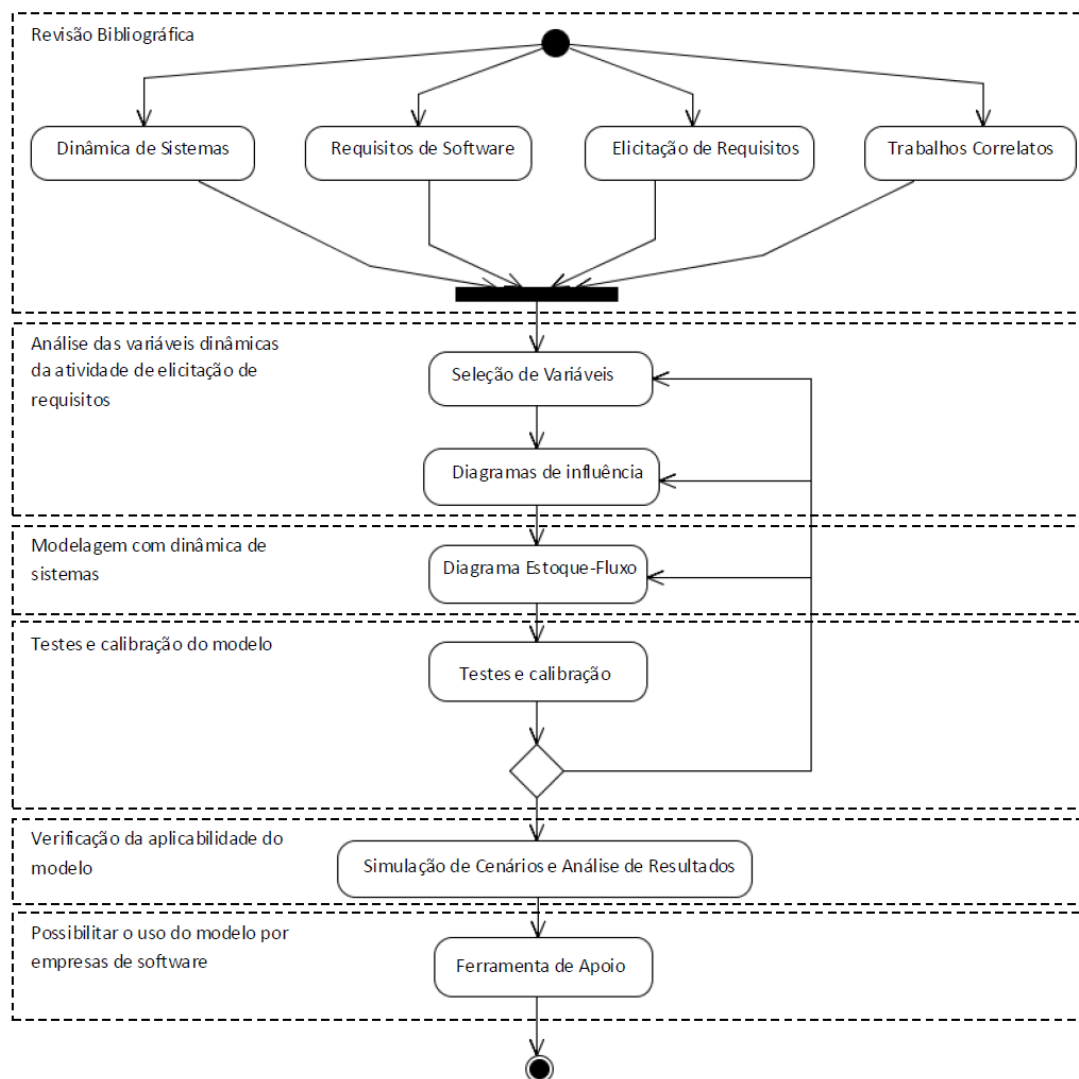 Revisão Bibliográfica
Dinâmica de Sistemas
Requisitos de Software
Elicitação de Requisitos
Trabalhos Correlatos
Análise das variáveis dinâmicas
da atividade de elicitação de
requisitos
Seleção de Variáveis
Diagramas de influência
Modelagem com dinâmica de
sistemas
Diagrama Estoque-Fluxo
Testes e calibração do modelo
Testes e calibração
Verificação da aplicabilidade do
modelo
Simulação de Cenários e Análise de Resultados
Possibilitar o uso do modelo por
empresas de software
Ferramenta de Apoio